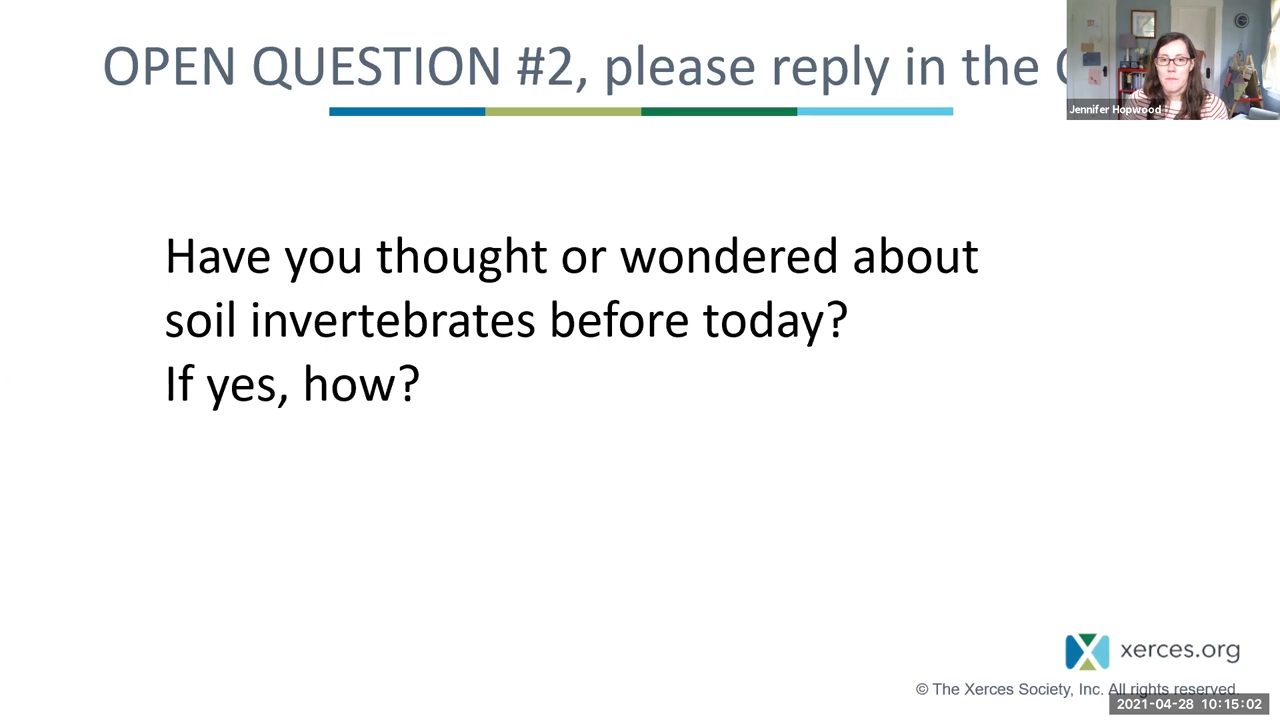 OPEN QUESTION #2, please reply in the
Jennifer Hopwood
Have you thought or wondered about
soil invertebrates before today?
If yes, how?
xerces.org
© The Xerces Society, Inc. All rights reserved.
2021-04-28 10:15:02